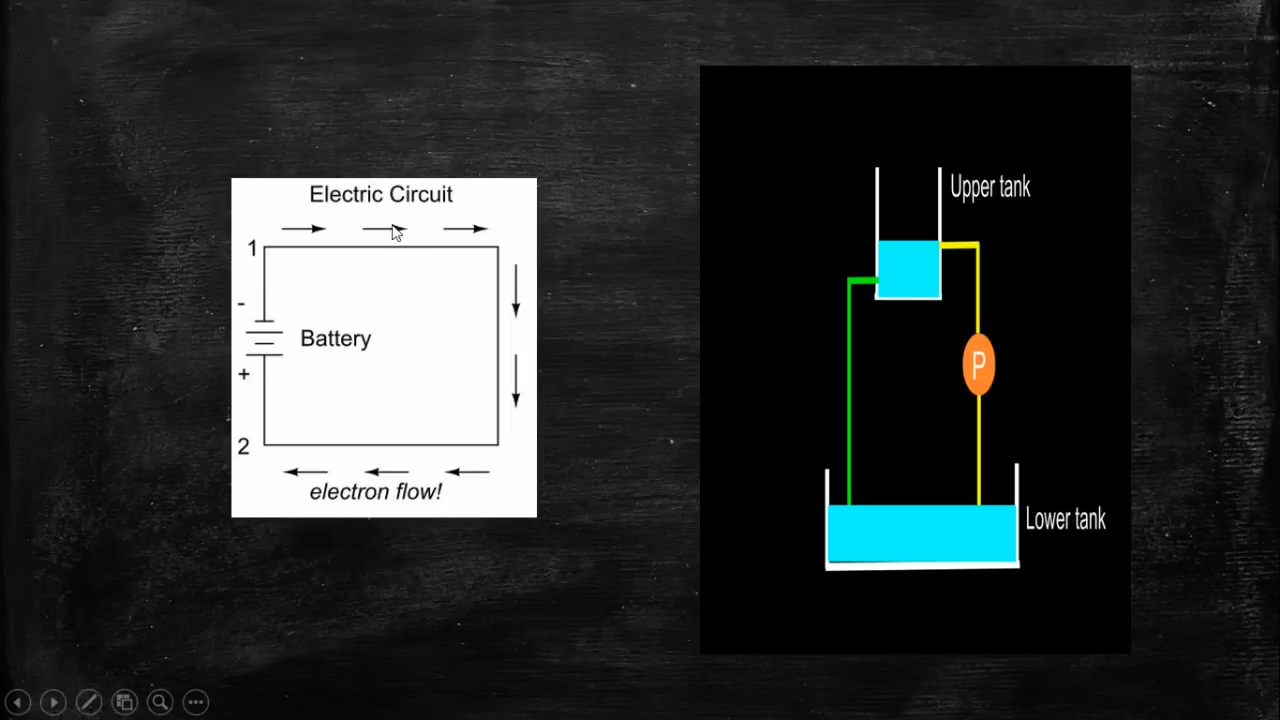 Electric Circuit
1
-
Battery
+
2
electron flow!
Upper tank
P
Lower tank